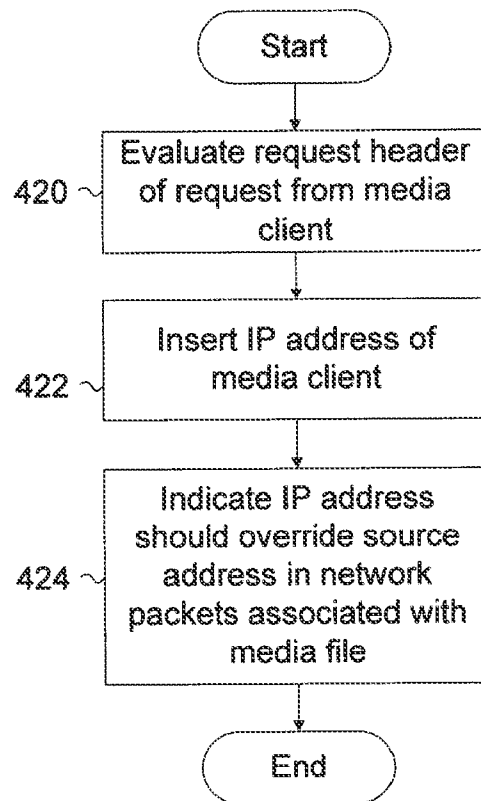 Start
Evaluate request header
of request from media
client
420
Insert IP address of
media client
422
Indicate IP address
should override source
address in network
packets associated with
media file
424
End